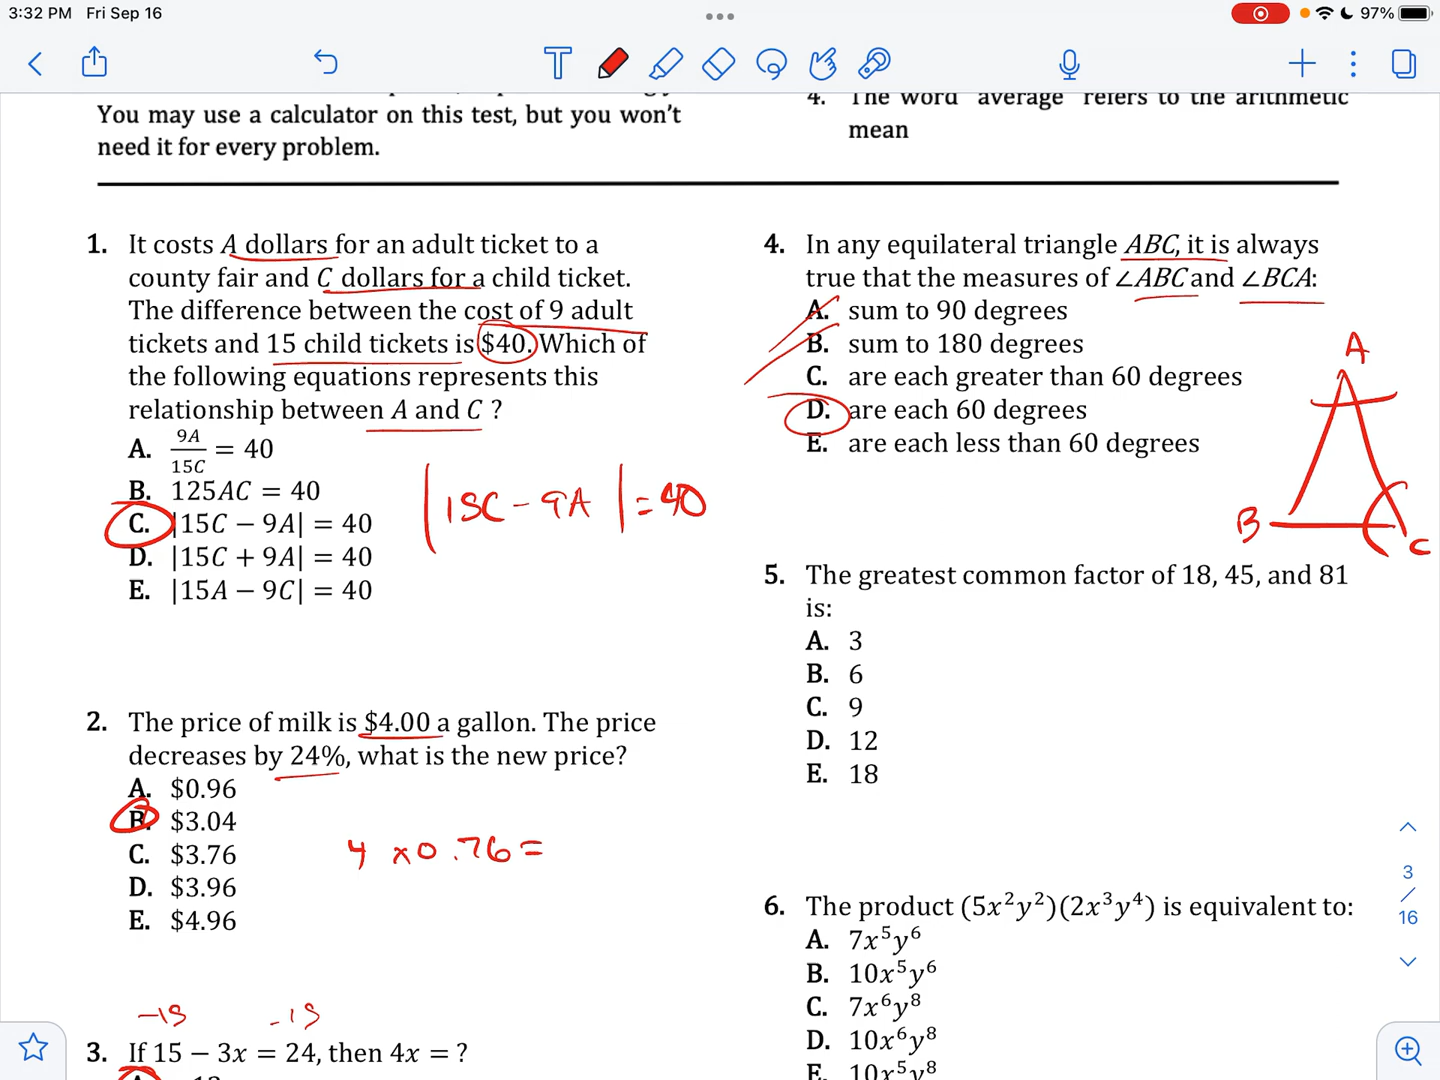 3:32 PM Fri Sep 16
97%
You may use a calculator on this test, but you won't
need it for every problem.
4. The word average refers to the arithmetic
mean
1. It costs A dollars for an adult ticket to a
county fair and C dollars for a child ticket.
The difference between the cost of 9 adult
tickets and 15 child tickets is $40. Which of
the following equations represents this
relationship between A and C ?
A. 9A/15C = 40
B. 125AC = 40
C. |15C − 9A| = 40
D. |15C + 9A| = 40
E. |15A − 9C| = 40
|15C - 9A| = 40
2. The price of milk is $4.00 a gallon. The price
decreases by 24%, what is the new price?
A. $0.96
B. $3.04
C. $3.76
D. $3.96
E. $4.96
4 x 0.76 =
-15 -15
3. If 15 − 3x = 24, then 4x = ?
4. In any equilateral triangle ABC, it is always
true that the measures of ∠ABC and ∠BCA:
A. sum to 90 degrees
B. sum to 180 degrees
C. are each greater than 60 degrees
D. are each 60 degrees
E. are each less than 60 degrees
A
B
C
5. The greatest common factor of 18, 45, and 81
is:
A. 3
B. 6
C. 9
D. 12
E. 18
6. The product (5x²y²)(2x³y⁴) is equivalent to:
A. 7x⁵y⁶
B. 10x⁵y⁶
C. 7x⁶y⁸
D. 10x⁶y⁸
E. 10x⁵y⁸
3
/
16